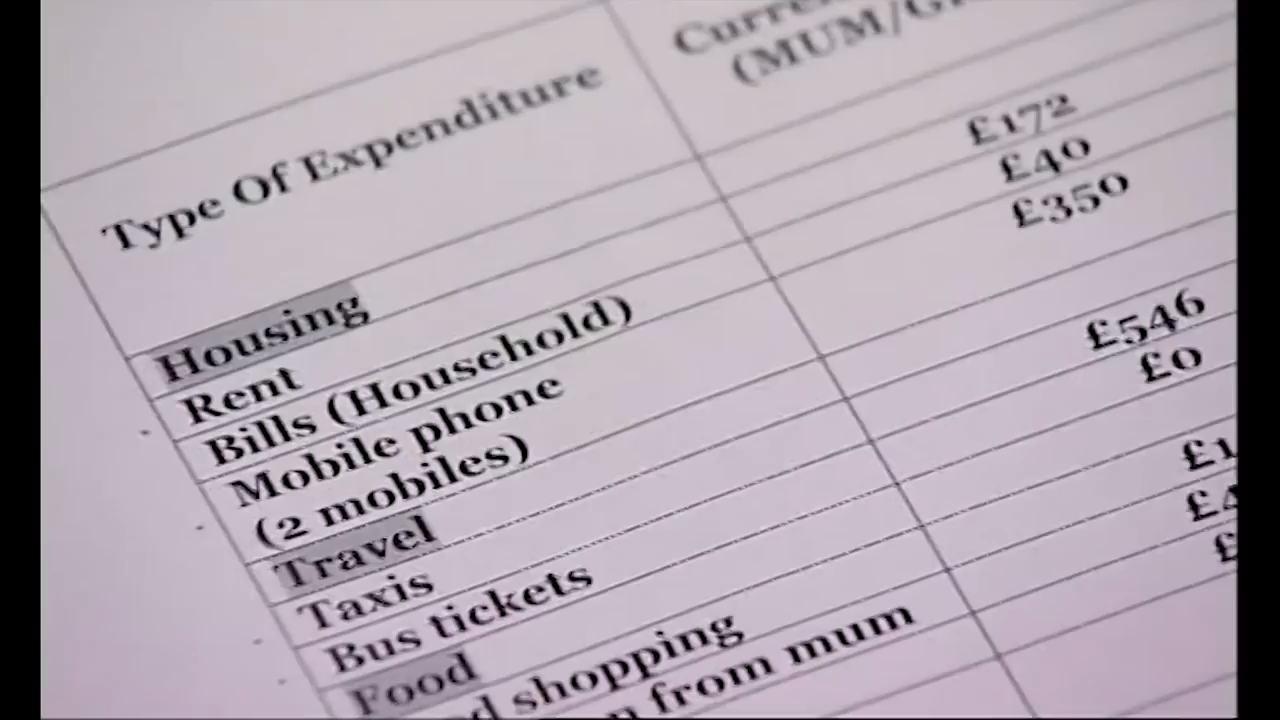 Type Of Expenditure
(MUM/
Housing
Rent £172
Bills (Household) £40
Mobile phone £350
(2 mobiles)
Travel
Taxis £546
Bus tickets £0
Food
shopping
from mum